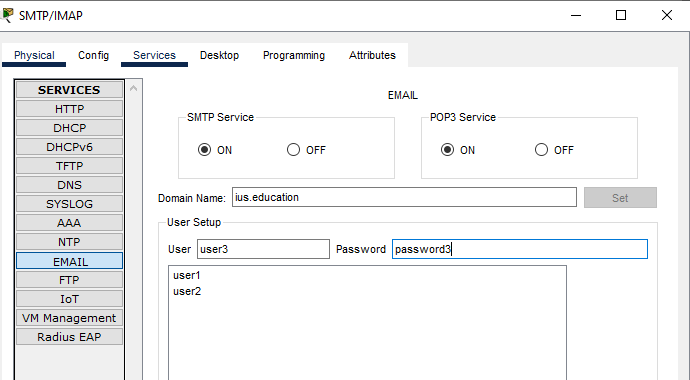 SMTP/IMAP
Physical Config Services Desktop Programming Attributes
SERVICES
HTTP
DHCP
DHCPv6
TFTP
DNS
SYSLOG
AAA
NTP
EMAIL
FTP
IoT
VM Management
Radius EAP
EMAIL
SMTP Service
ON OFF
POP3 Service
ON OFF
Domain Name: ius.education Set
User Setup
User user3 Password password3
user1
user2